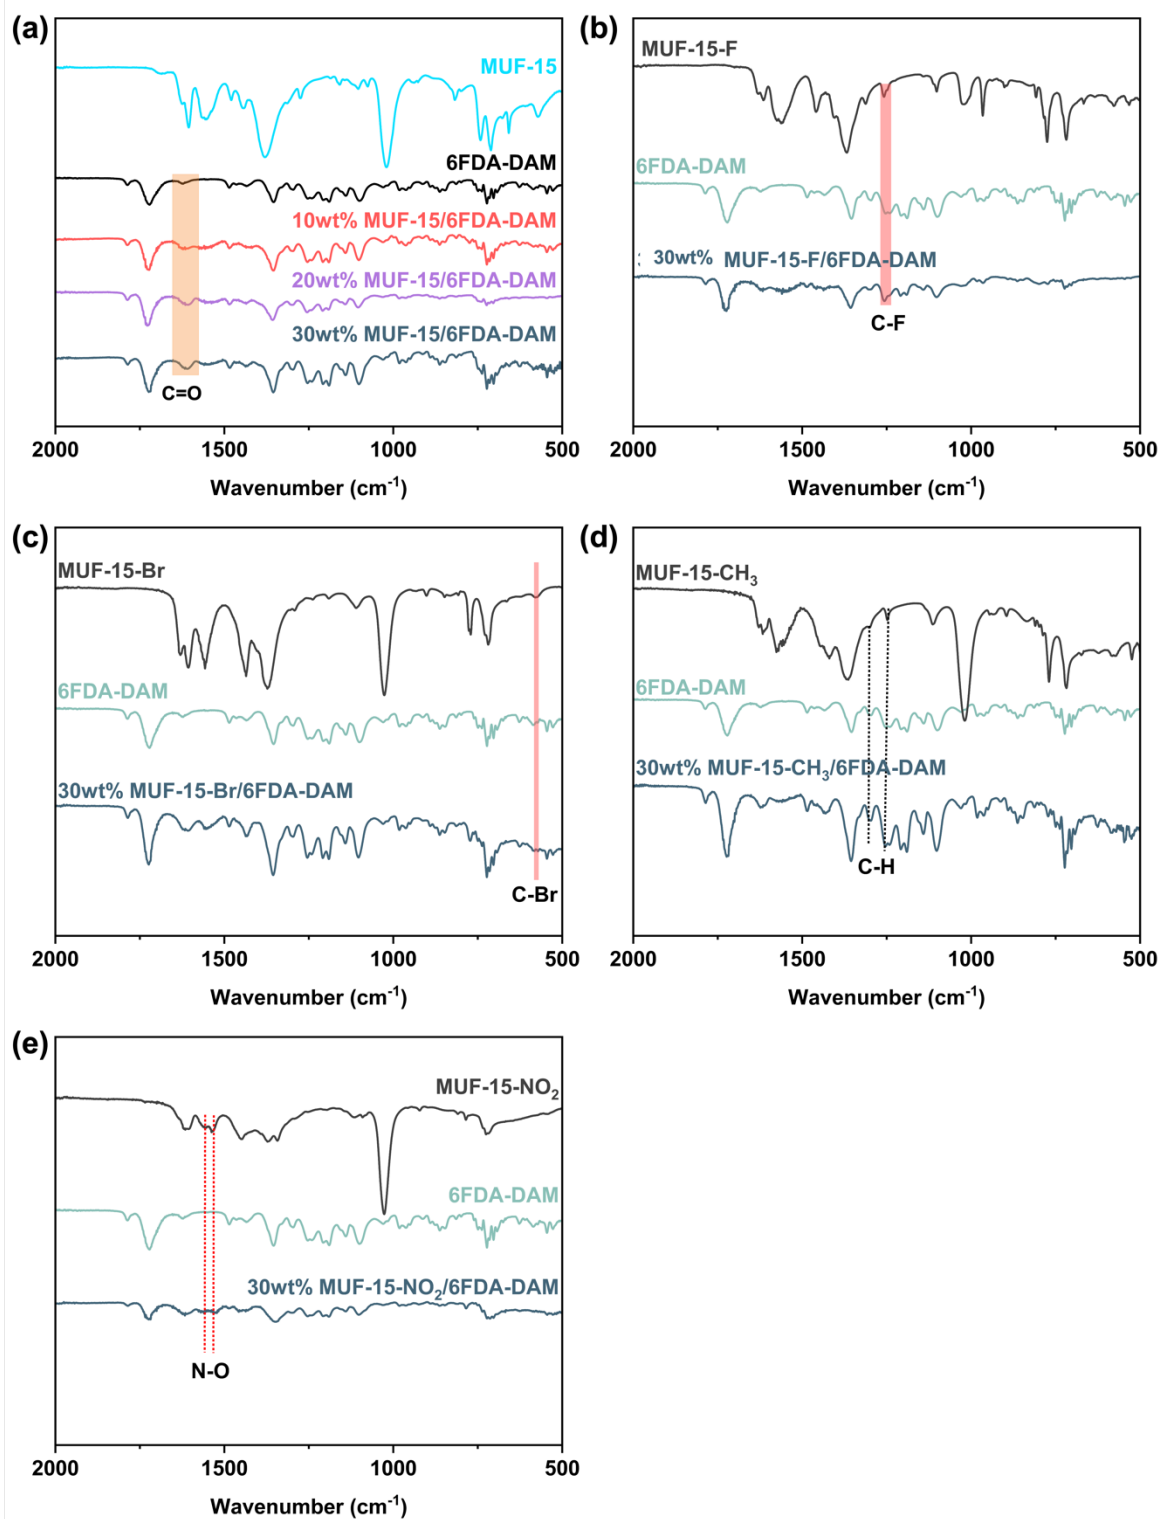 (a)
MUF-15
6FDA-DAM
10wt% MUF-15/6FDA-DAM
20wt% MUF-15/6FDA-DAM
30wt% MUF-15/6FDA-DAM
C=O
2000 1500 1000 500
Wavenumber (cm⁻¹)
(b)
MUF-15-F
6FDA-DAM
30wt% MUF-15-F/6FDA-DAM
C-F
2000 1500 1000 500
Wavenumber (cm⁻¹)
(c)
MUF-15-Br
6FDA-DAM
30wt% MUF-15-Br/6FDA-DAM
C-Br
2000 1500 1000 500
Wavenumber (cm⁻¹)
(d)
MUF-15-CH₃
6FDA-DAM
30wt% MUF-15-CH₃/6FDA-DAM
C-H
2000 1500 1000 500
Wavenumber (cm⁻¹)
(e)
MUF-15-NO₂
6FDA-DAM
30wt% MUF-15-NO₂/6FDA-DAM
N-O
2000 1500 1000 500
Wavenumber (cm⁻¹)